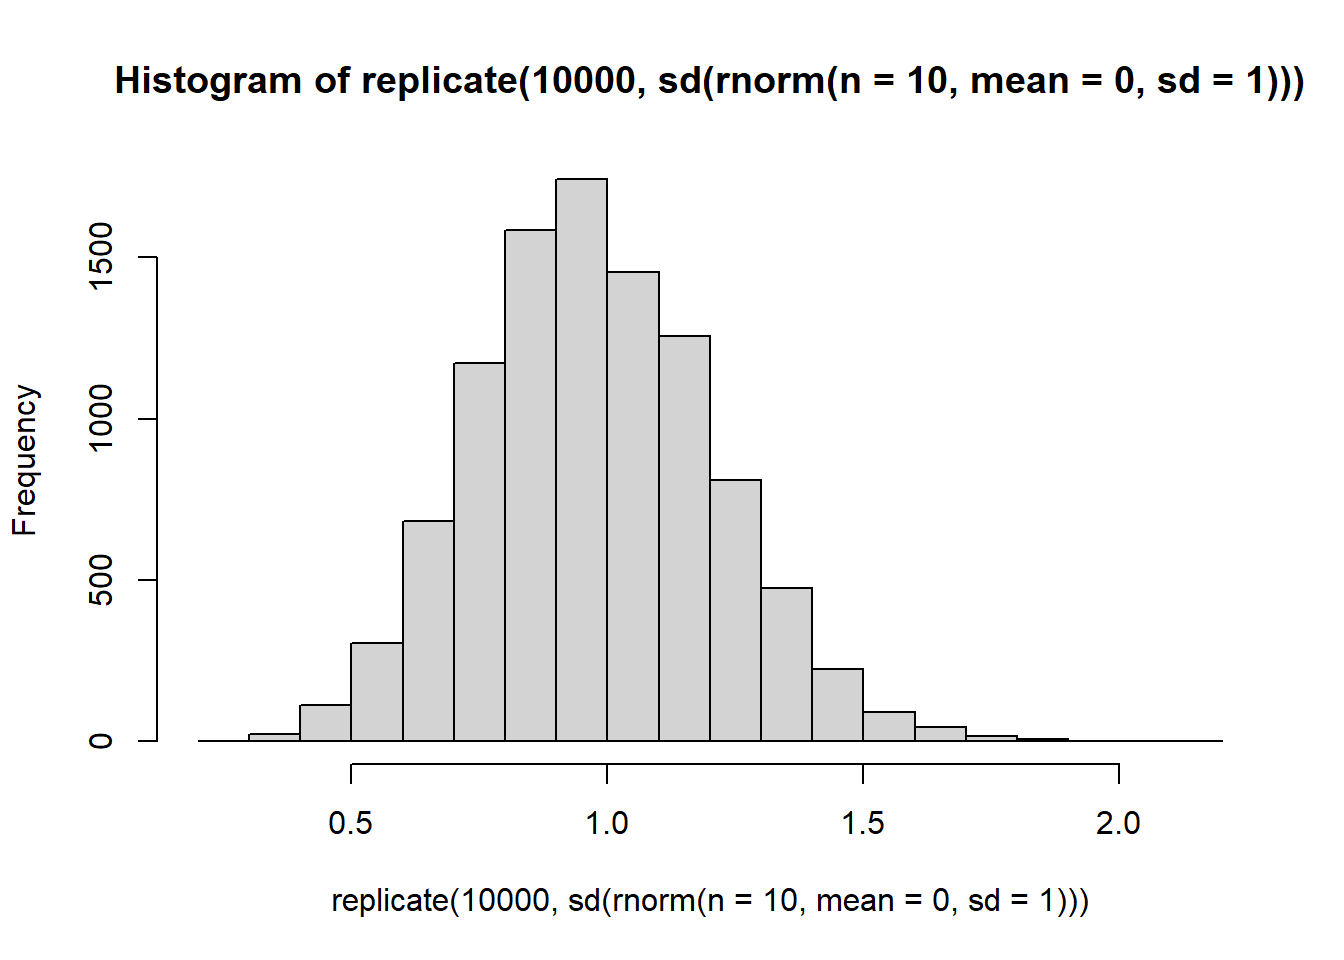 Histogram of replicate(10000, sd(rnorm(n = 10, mean = 0, sd = 1)))
Frequency
1500
1000
500
0
0.5 1.0 1.5 2.0
replicate(10000, sd(rnorm(n = 10, mean = 0, sd = 1)))